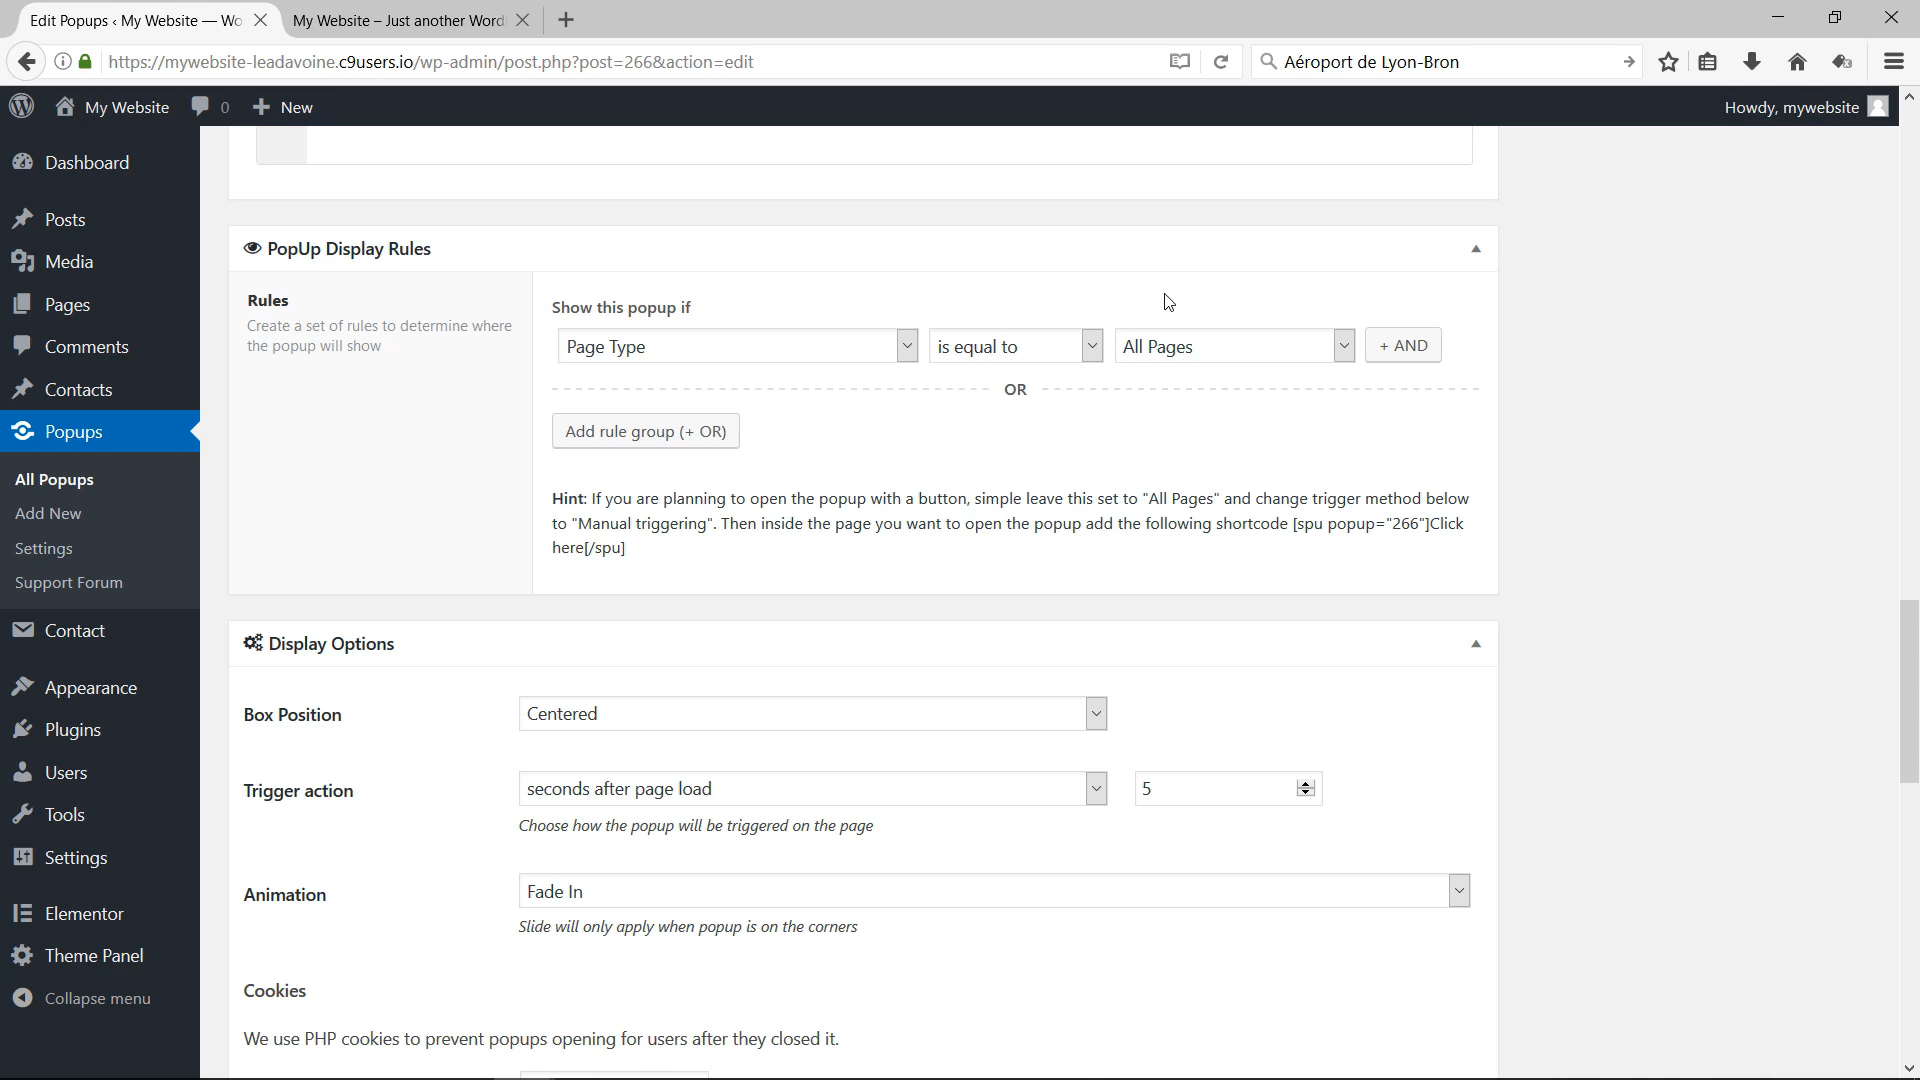 Edit Popups ‹ My Website — Wo
My Website – Just another Word
https://mywebsite-leadavoine.c9users.io/wp-admin/post.php?post=266&action=edit
Aéroport de Lyon-Bron
My Website
0
New
Howdy, mywebsite
Dashboard
Posts
Media
Pages
Comments
Contacts
Popups
All Popups
Add New
Settings
Support Forum
Contact
Appearance
Plugins
Users
Tools
Settings
Elementor
Theme Panel
Collapse menu
PopUp Display Rules
Rules
Create a set of rules to determine where
the popup will show
Show this popup if
Page Type
is equal to
All Pages
+ AND
OR
Add rule group (+ OR)
Hint: If you are planning to open the popup with a button, simple leave this set to "All Pages" and change trigger method below
to "Manual triggering". Then inside the page you want to open the popup add the following shortcode [spu popup="266"]Click
here[/spu]
Display Options
Box Position
Centered
Trigger action
seconds after page load
5
Choose how the popup will be triggered on the page
Animation
Fade In
Slide will only apply when popup is on the corners
Cookies
We use PHP cookies to prevent popups opening for users after they closed it.